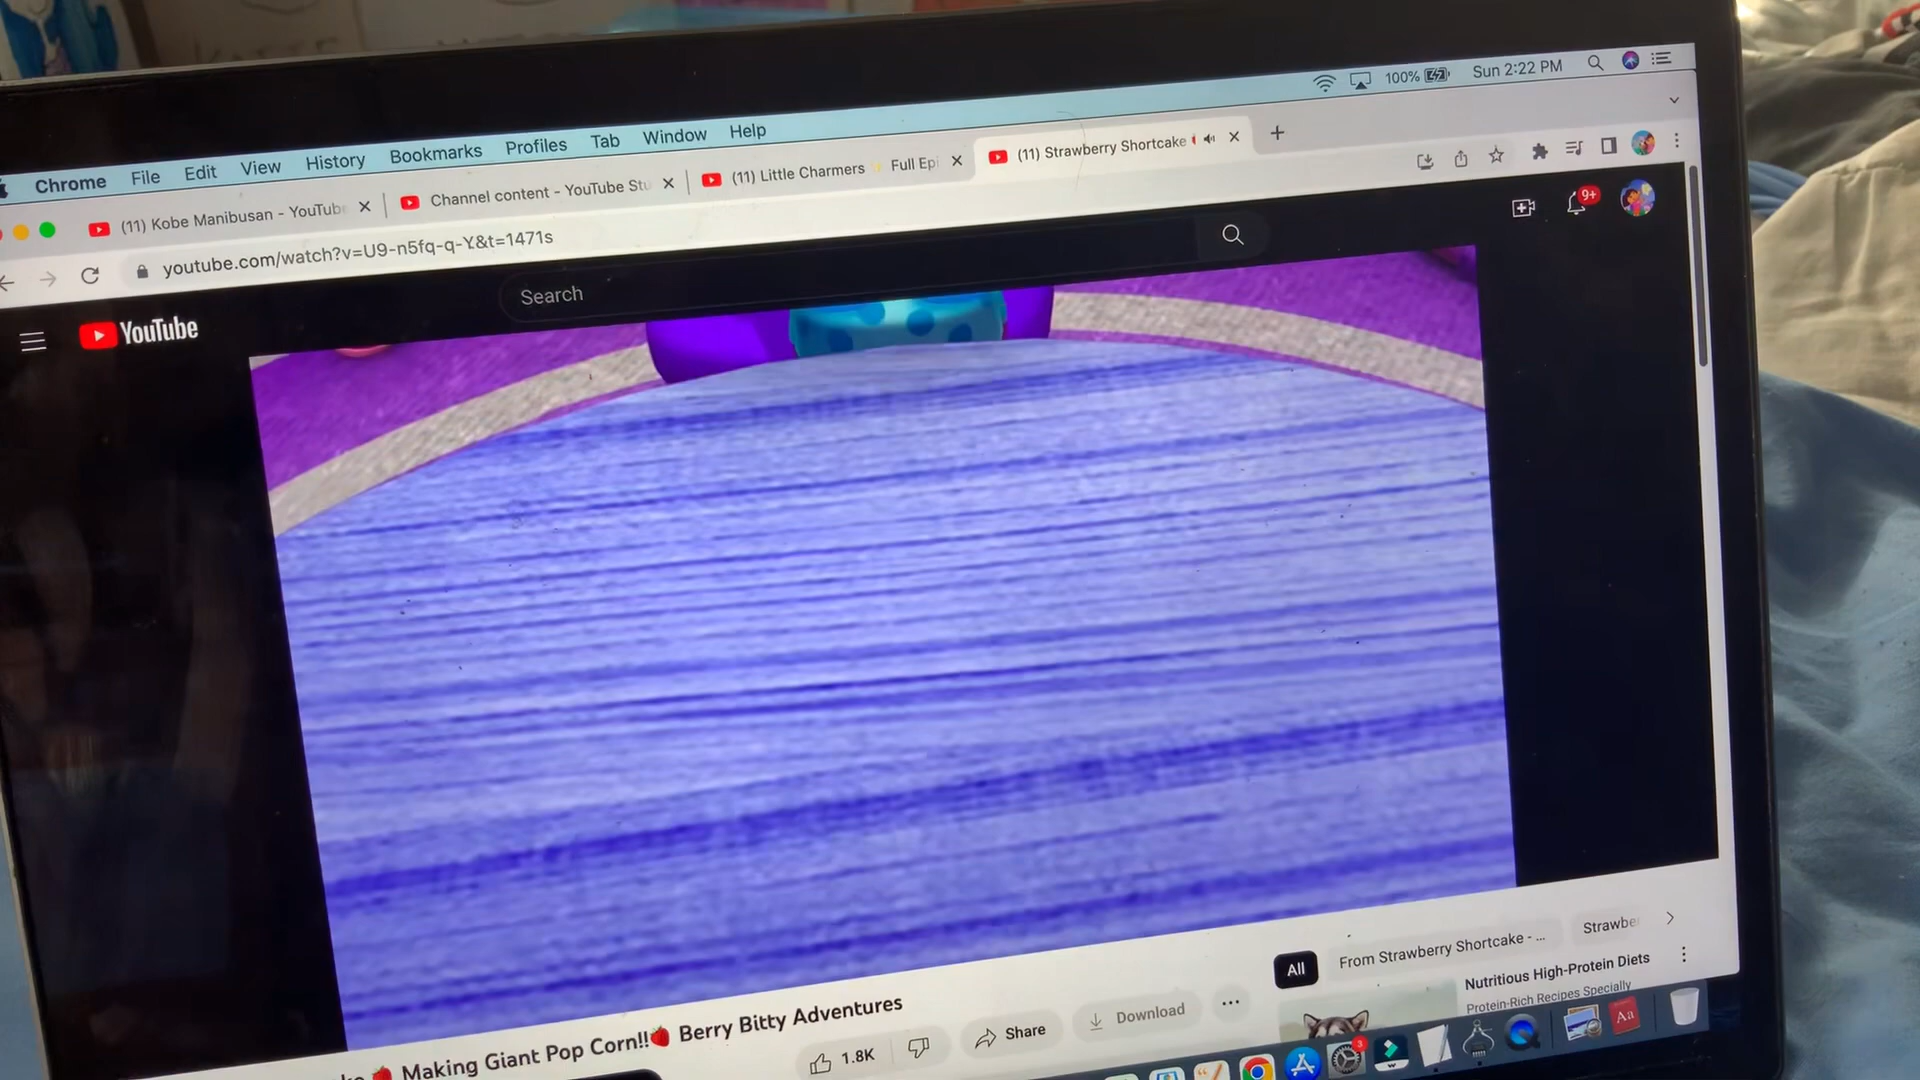 Chrome File Edit View History Bookmarks Profiles Tab Window Help 100% Sun 2:22 PM
(11) Kobe Manibusan - YouTub Channel content - YouTube Stu (11) Little Charmers Full Epi (11) Strawberry Shortcake
youtube.com/watch?v=U9-n5fq-q-Y&t=1471s
9+
YouTube
Search
Making Giant Pop Corn!! Berry Bitty Adventures
1.8K
Share
Download
All
From Strawberry Shortcake - ...
Strawbe
Nutritious High-Protein Diets
Protein-Rich Recipes Specially
3
Aa